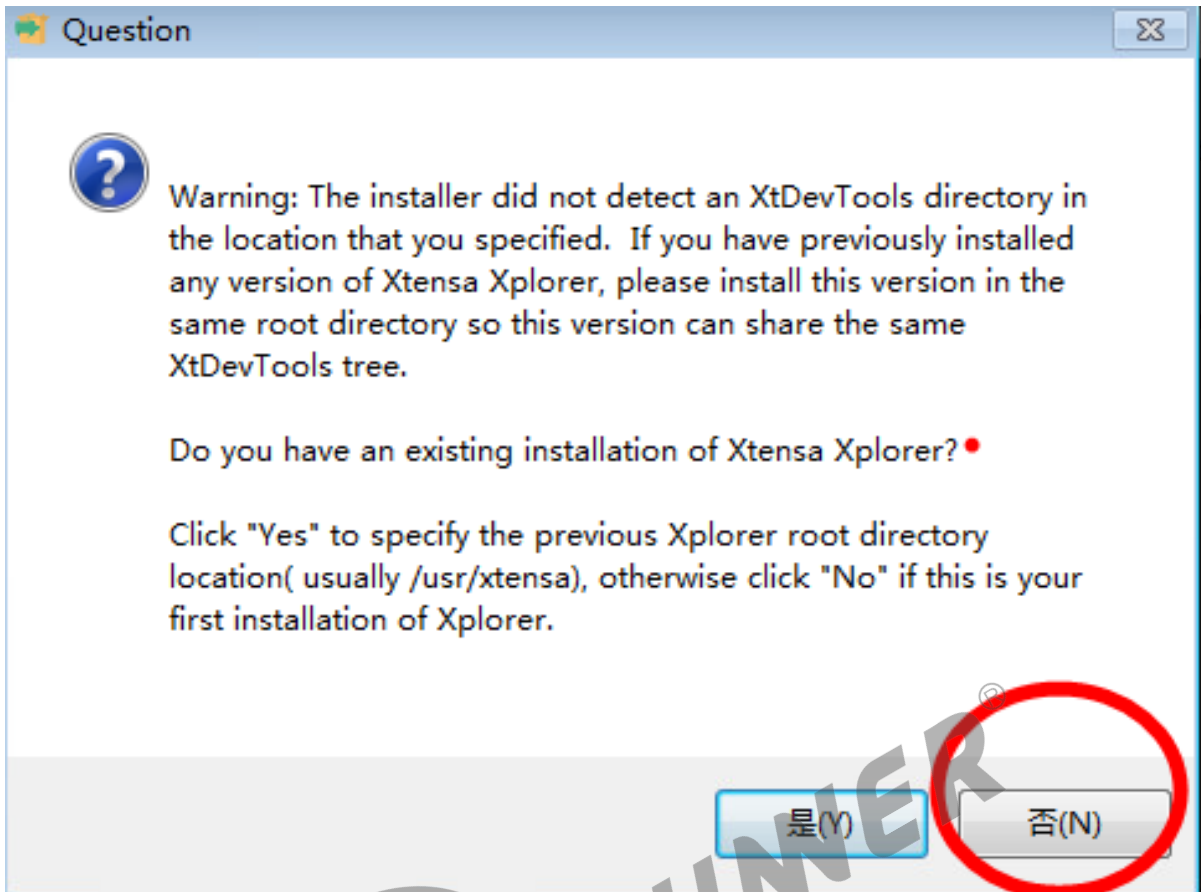 Question
Warning: The installer did not detect an XtDevTools directory in
the location that you specified.  If you have previously installed
any version of Xtensa Xplorer, please install this version in the
same root directory so this version can share the same
XtDevTools tree.
Do you have an existing installation of Xtensa Xplorer?
Click "Yes" to specify the previous Xplorer root directory
location( usually /usr/xtensa), otherwise click "No" if this is your
first installation of Xplorer.
是(Y) 否(N)